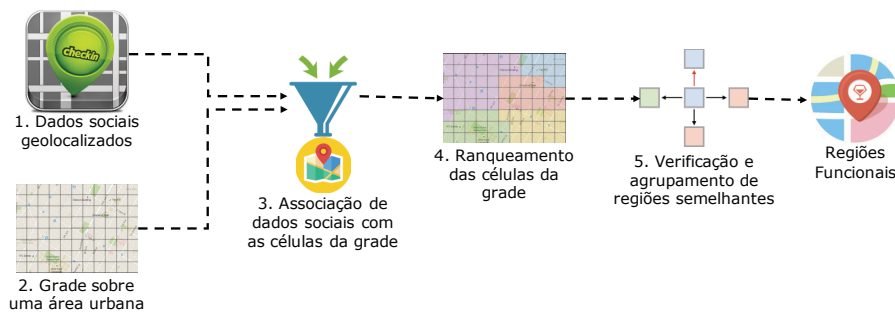 checkin
1. Dados sociais
geolocalizados
2. Grade sobre
uma área urbana
3. Associação de
dados sociais com
as células da grade
4. Ranqueamento
das células da
grade
5. Verificação e
agrupamento de
regiões semelhantes
Regiões
Funcionais